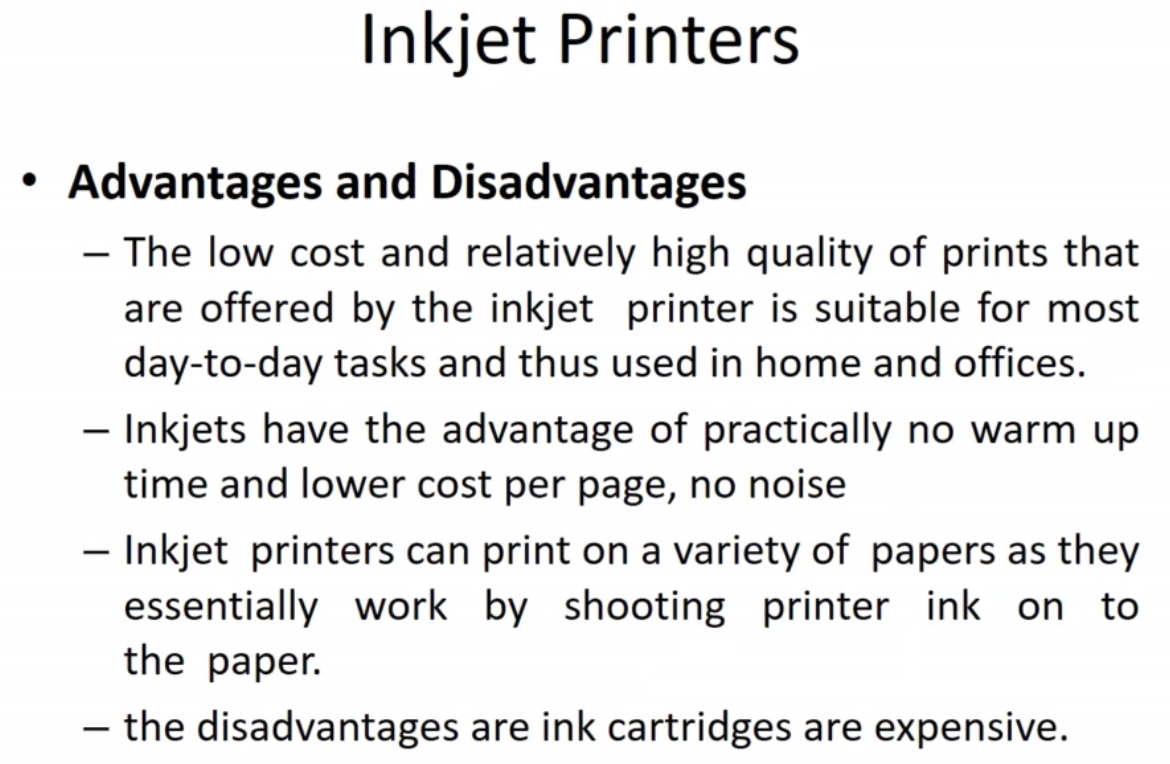 Inkjet Printers
• Advantages and Disadvantages
– The low cost and relatively high quality of prints that
are offered by the inkjet printer is suitable for most
day-to-day tasks and thus used in home and offices.
– Inkjets have the advantage of practically no warm up
time and lower cost per page, no noise
– Inkjet printers can print on a variety of papers as they
essentially work by shooting printer ink on to
the paper.
– the disadvantages are ink cartridges are expensive.